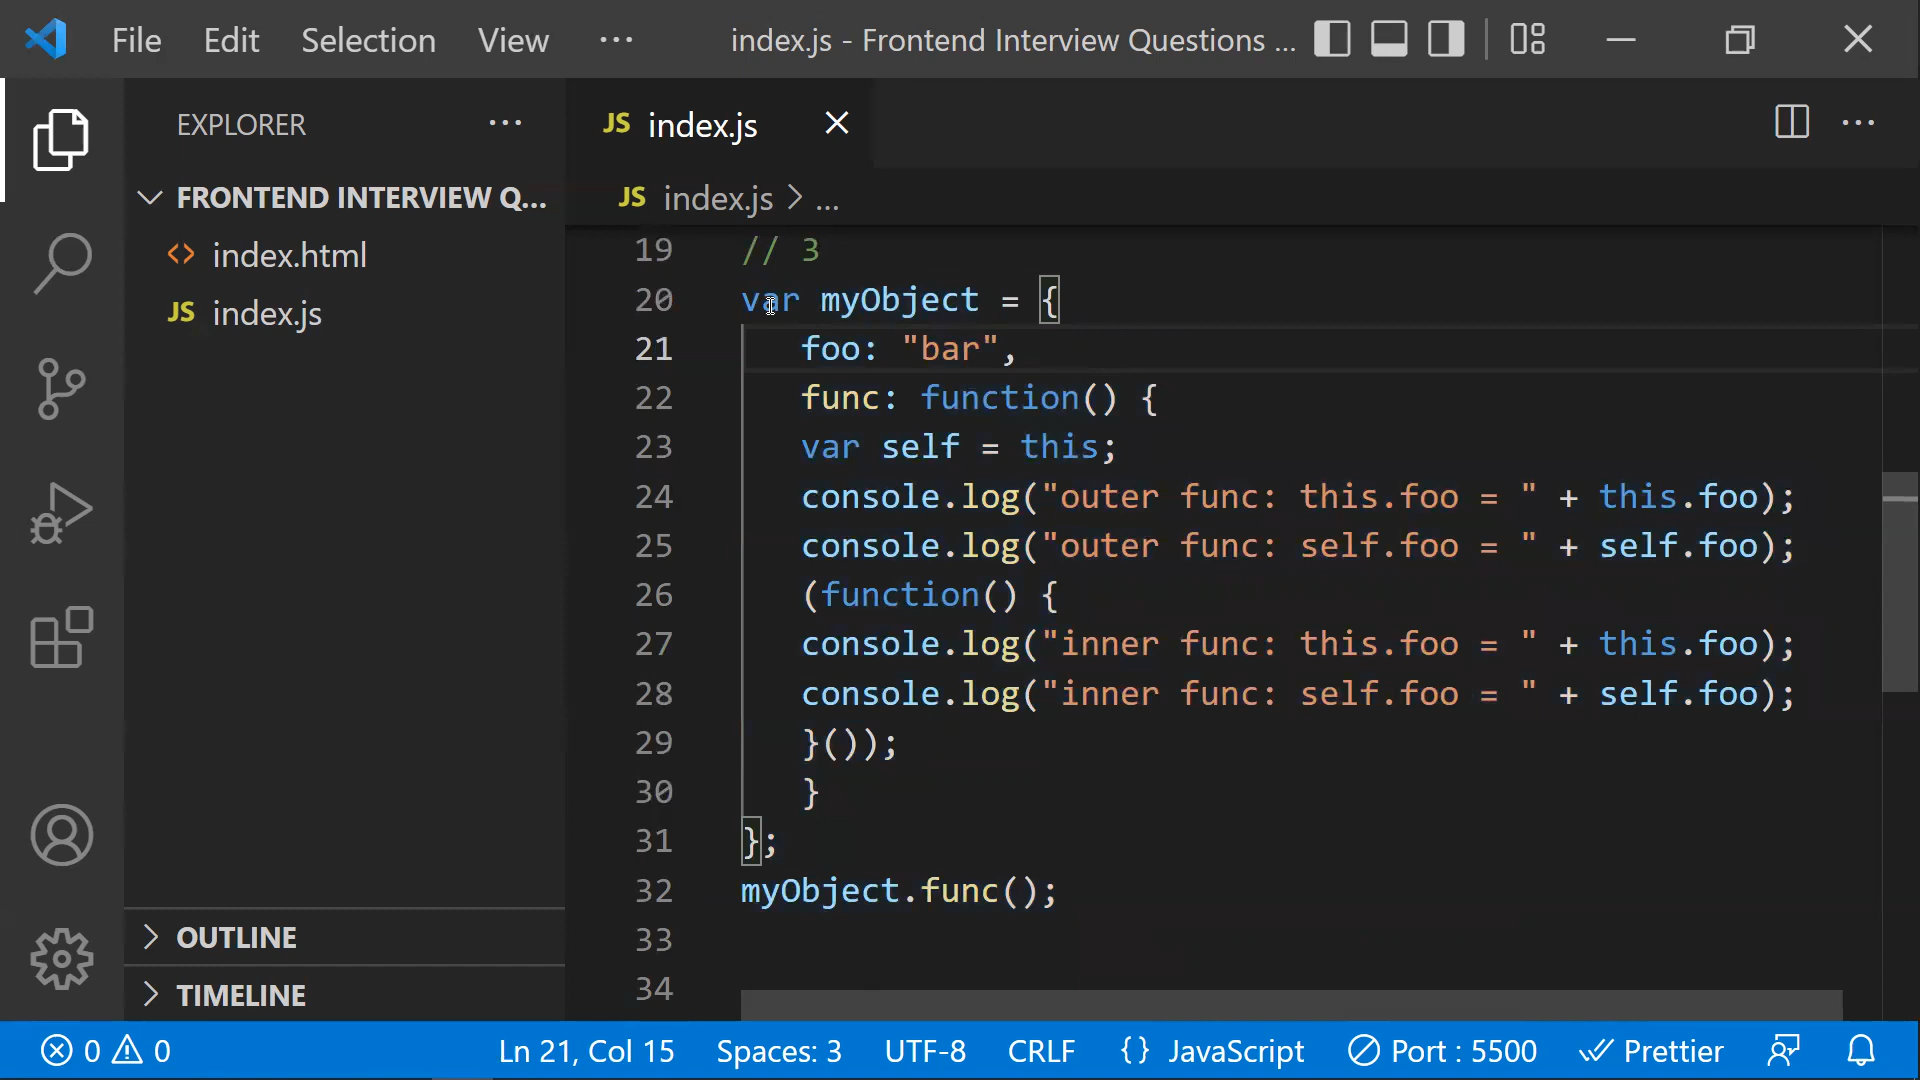 File Edit Selection View ··· index.js - Frontend Interview Questions ...
EXPLORER ···
FRONTEND INTERVIEW Q...
index.html
JS index.js
OUTLINE
TIMELINE
JS index.js
JS index.js > ...
19 // 3
20 var myObject = {
21 foo: "bar",
22 func: function() {
23 var self = this;
24 console.log("outer func: this.foo = " + this.foo);
25 console.log("outer func: self.foo = " + self.foo);
26 (function() {
27 console.log("inner func: this.foo = " + this.foo);
28 console.log("inner func: self.foo = " + self.foo);
29 }());
30 }
31 };
32 myObject.func();
33
34
0 0 Ln 21, Col 15 Spaces: 3 UTF-8 CRLF {} JavaScript Port : 5500 Prettier